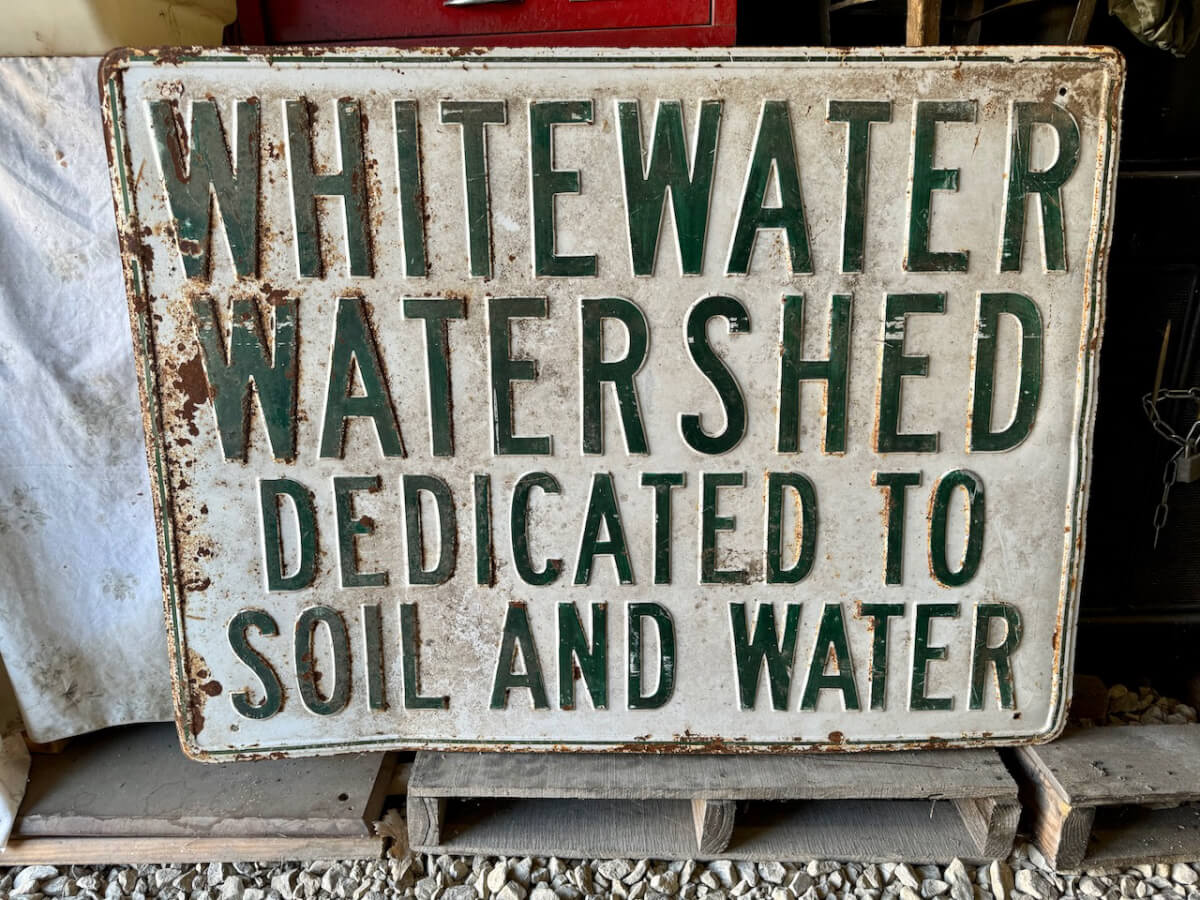 WHITEWATER
WATERSHED
DEDICATED TO
SOIL AND WATER